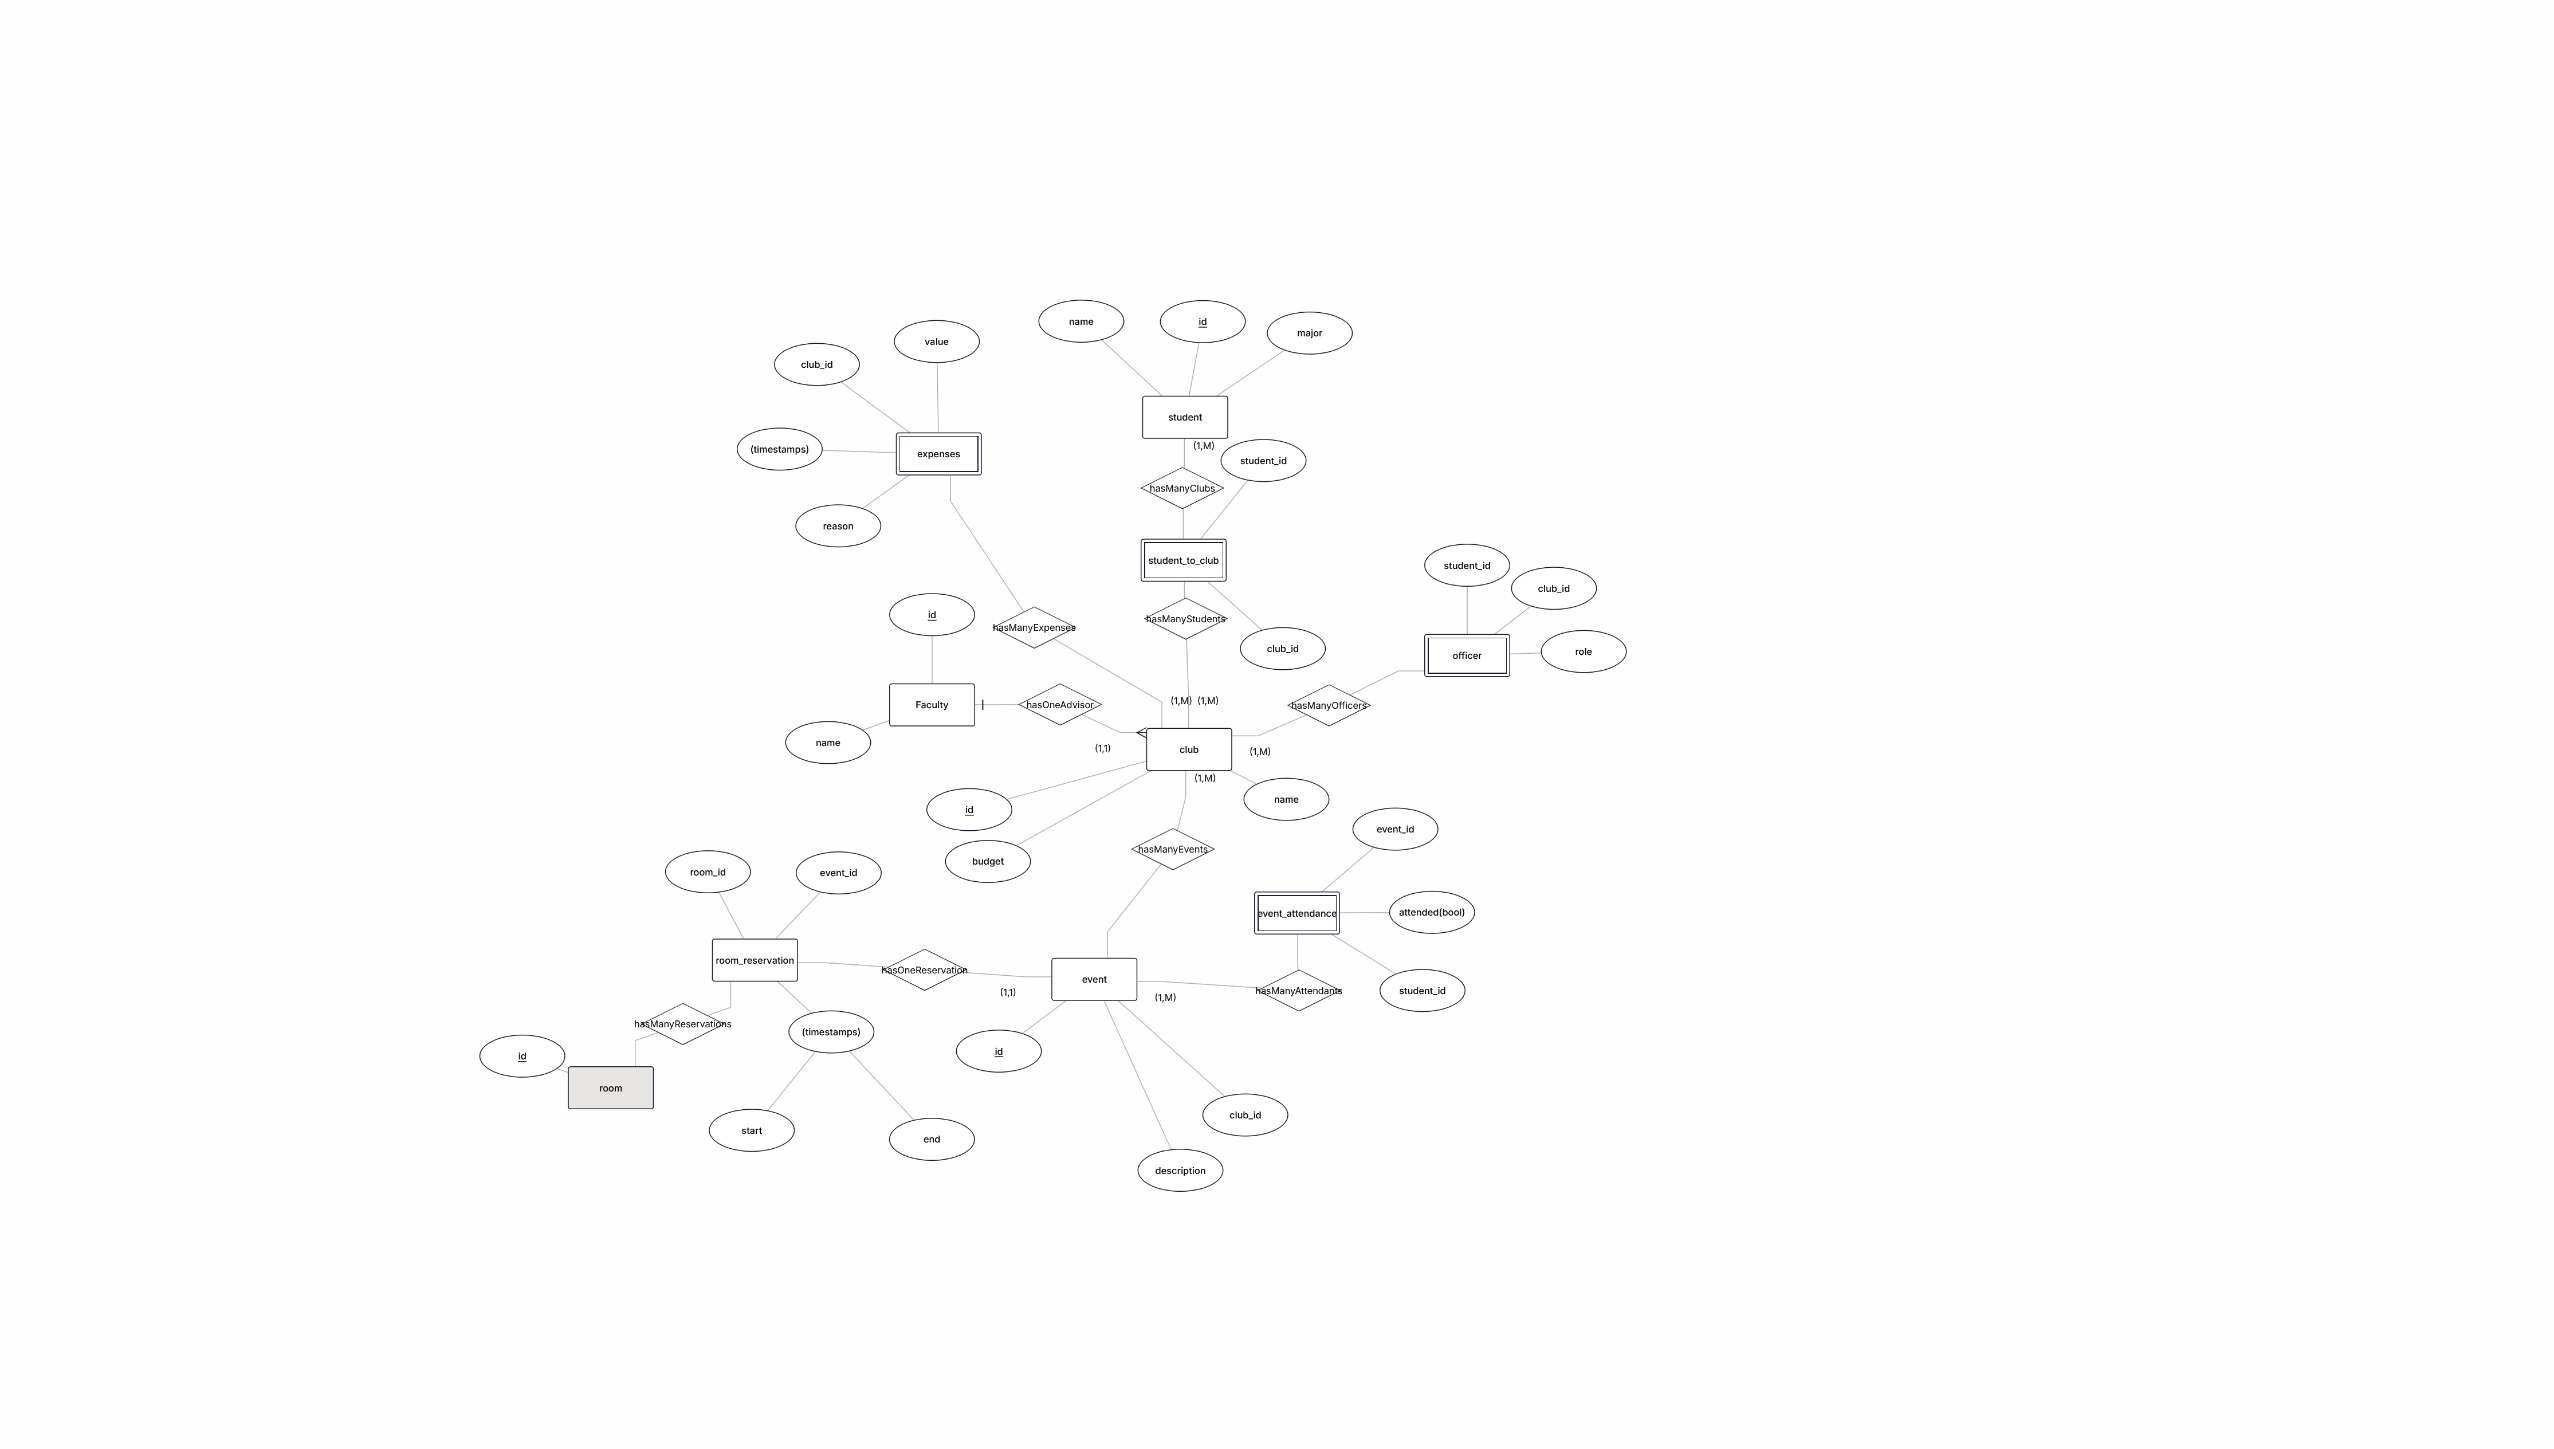 name
id
major
value
club_id
student
(1,M)
expenses
(timestamps)
student_id
hasManyClubs
reason
student_to_club
student_id
club_id
id
hasManyExpenses
hasManyStudents
club_id
officer
role
Faculty
hasOneAdvisor
(1,M)
(1,M)
hasManyOfficers
name
(1,1)
club
(1,M)
(1,M)
id
name
budget
hasManyEvents
event_id
room_id
event_id
event_attendance
attended(bool)
room_reservation
hasOneReservation
event
(1,1)
(1,M)
hasManyAttendants
student_id
hasManyReservations
(timestamps)
id
id
room
start
end
club_id
description